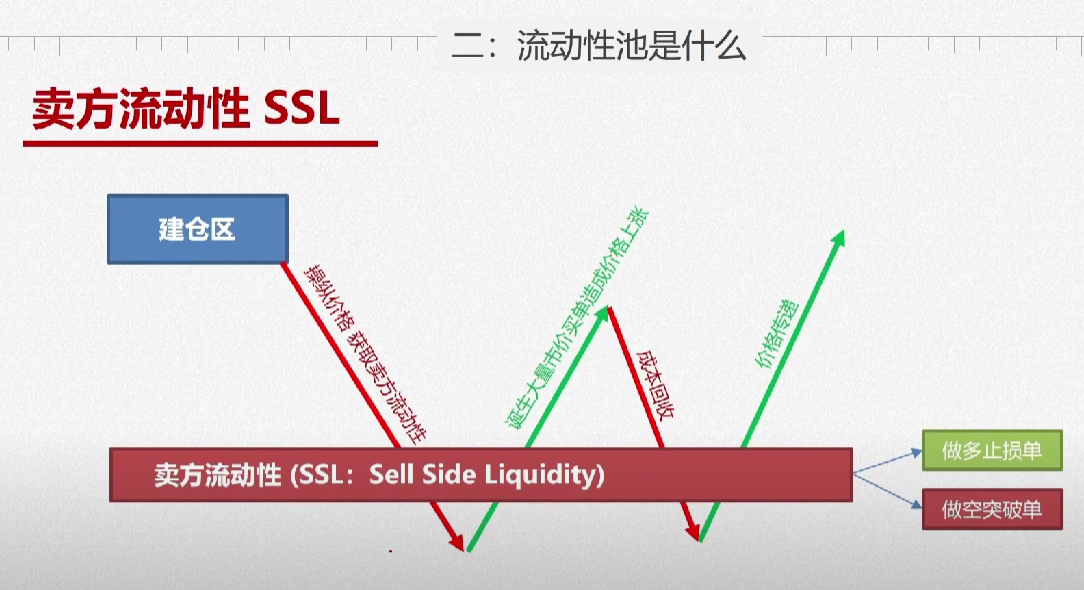 二：流动性池是什么
卖方流动性 SSL
建仓区
操纵价格 获取卖方流动性
诞生大量市价买单造成价格上涨
成本回收
价格传递
卖方流动性 (SSL：Sell Side Liquidity)
做多止损单
做空突破单